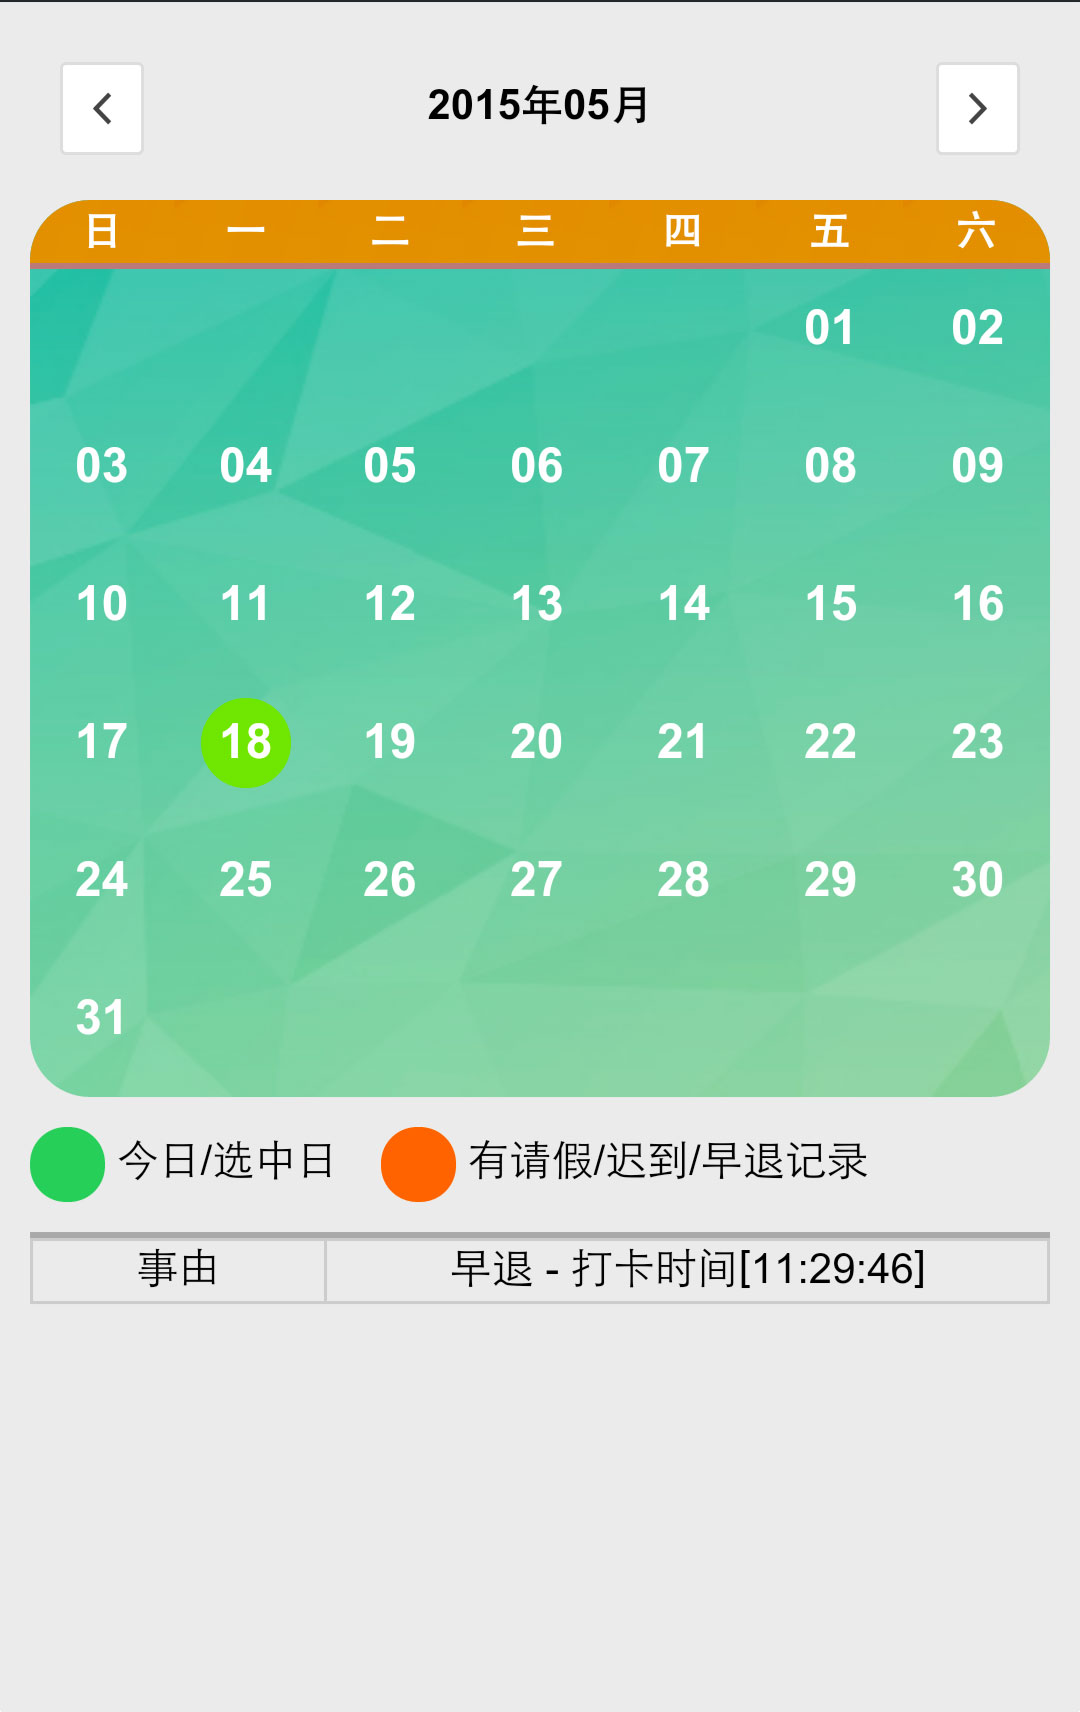 2015年05月
日 一 二 三 四 五 六
01 02
03 04 05 06 07 08 09
10 11 12 13 14 15 16
17 18 19 20 21 22 23
24 25 26 27 28 29 30
31
今日/选中日 有请假/迟到/早退记录
事由 早退 - 打卡时间[11:29:46]